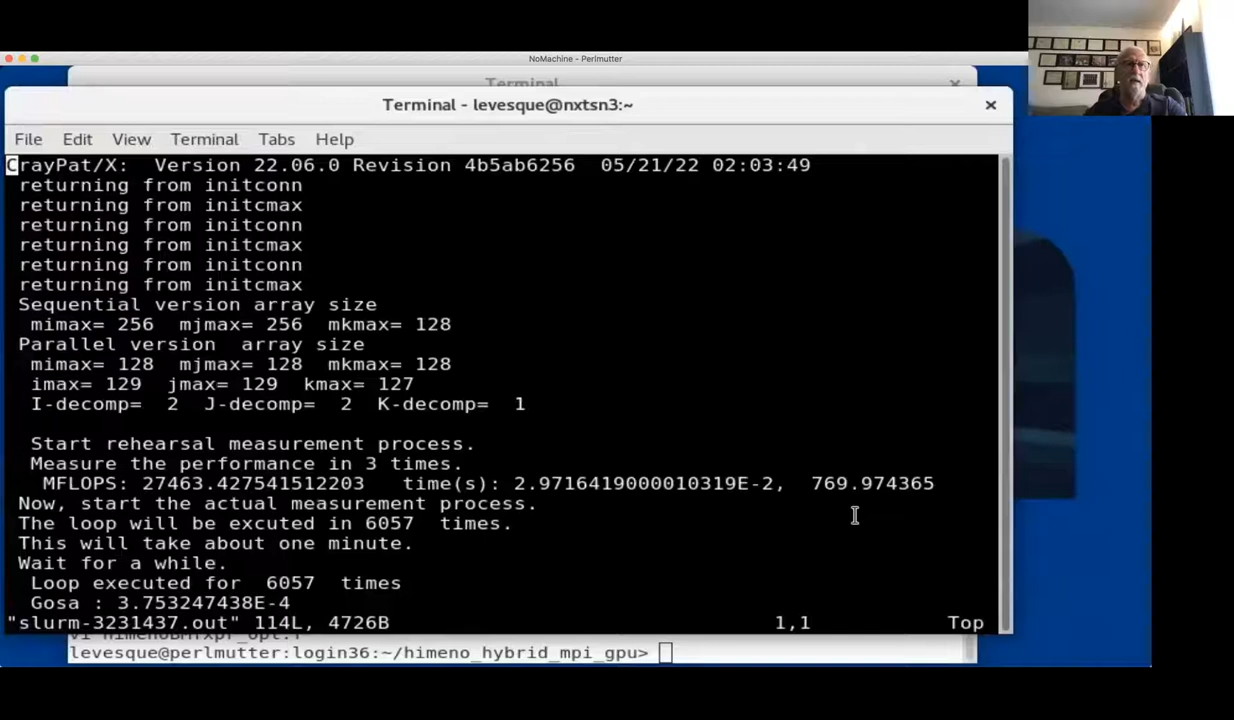 NoMachine - Perlmutter
Terminal
Terminal - levesque@nxtsn3:~
File Edit View Terminal Tabs Help
CrayPat/X: Version 22.06.0 Revision 4b5ab6256 05/21/22 02:03:49
returning from initconn
returning from initcmax
returning from initconn
returning from initcmax
returning from initconn
returning from initcmax
Sequential version array size
mimax= 256 mjmax= 256 mkmax= 128
Parallel version array size
mimax= 128 mjmax= 128 mkmax= 128
imax= 129 jmax= 129 kmax= 127
I-decomp= 2 J-decomp= 2 K-decomp= 1
Start rehearsal measurement process.
Measure the performance in 3 times.
MFLOPS: 27463.427541512203 time(s): 2.9716419000010319E-2, 769.974365
Now, start the actual measurement process.
The loop will be excuted in 6057 times.
This will take about one minute.
Wait for a while.
Loop executed for 6057 times
Gosa : 3.753247438E-4
"slurm-3231437.out" 114L, 4726B 1,1 Top
levesque@perlmutter:login36:~/himeno_hybrid_mpi_gpu>